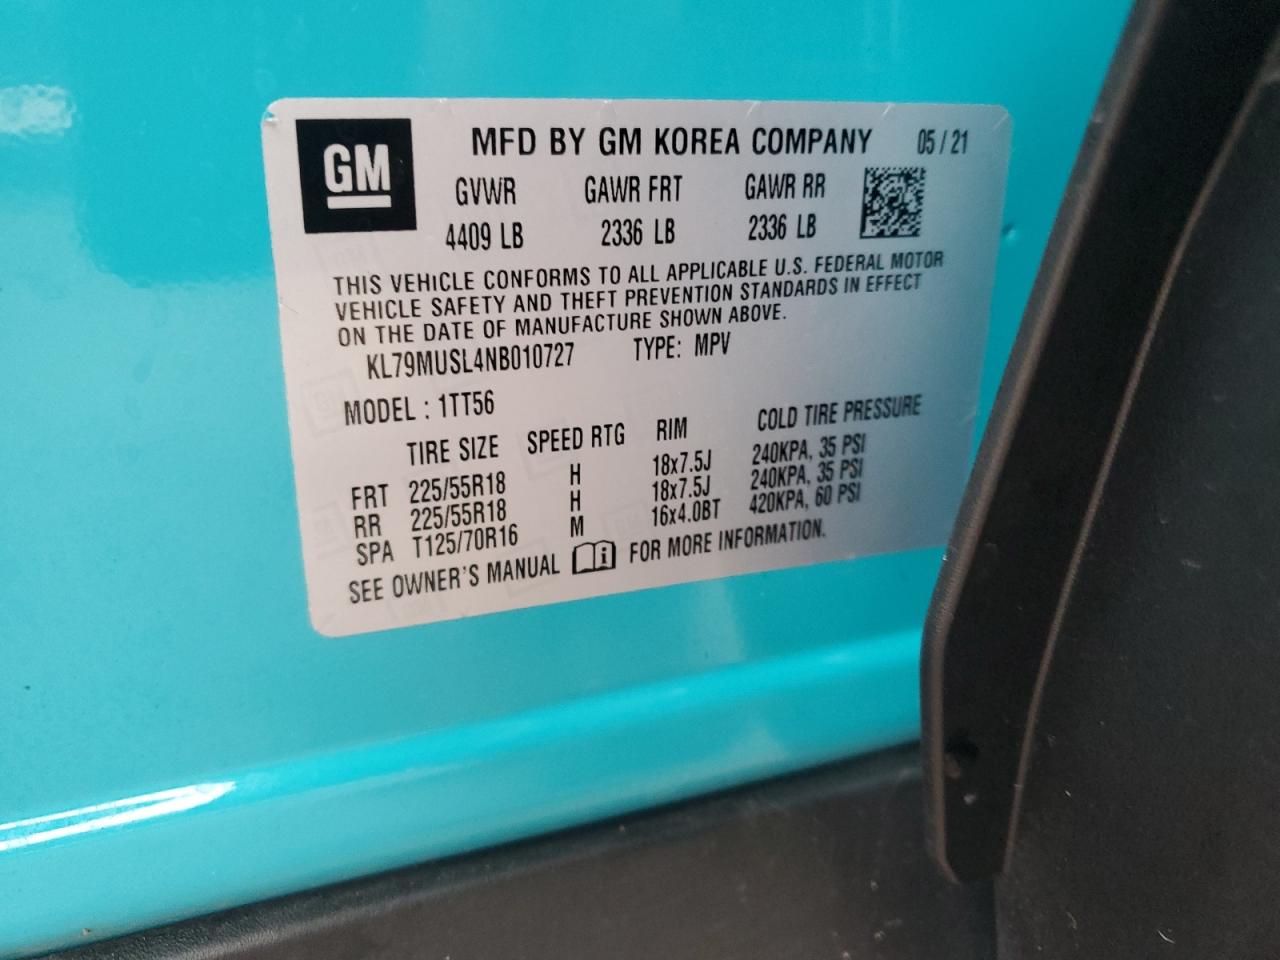 GM
MFD BY GM KOREA COMPANY 05 / 21
GVWR GAWR FRT GAWR RR
4409 LB 2336 LB 2336 LB
THIS VEHICLE CONFORMS TO ALL APPLICABLE U.S. FEDERAL MOTOR
VEHICLE SAFETY AND THEFT PREVENTION STANDARDS IN EFFECT
ON THE DATE OF MANUFACTURE SHOWN ABOVE.
KL79MUSL4NB010727 TYPE: MPV
MODEL : 1TT56
TIRE SIZE SPEED RTG RIM COLD TIRE PRESSURE
FRT 225/55R18 H 18x7.5J 240KPA, 35 PSI
RR 225/55R18 H 18x7.5J 240KPA, 35 PSI
SPA T125/70R16 M 16x4.0BT 420KPA, 60 PSI
SEE OWNER'S MANUAL i FOR MORE INFORMATION.